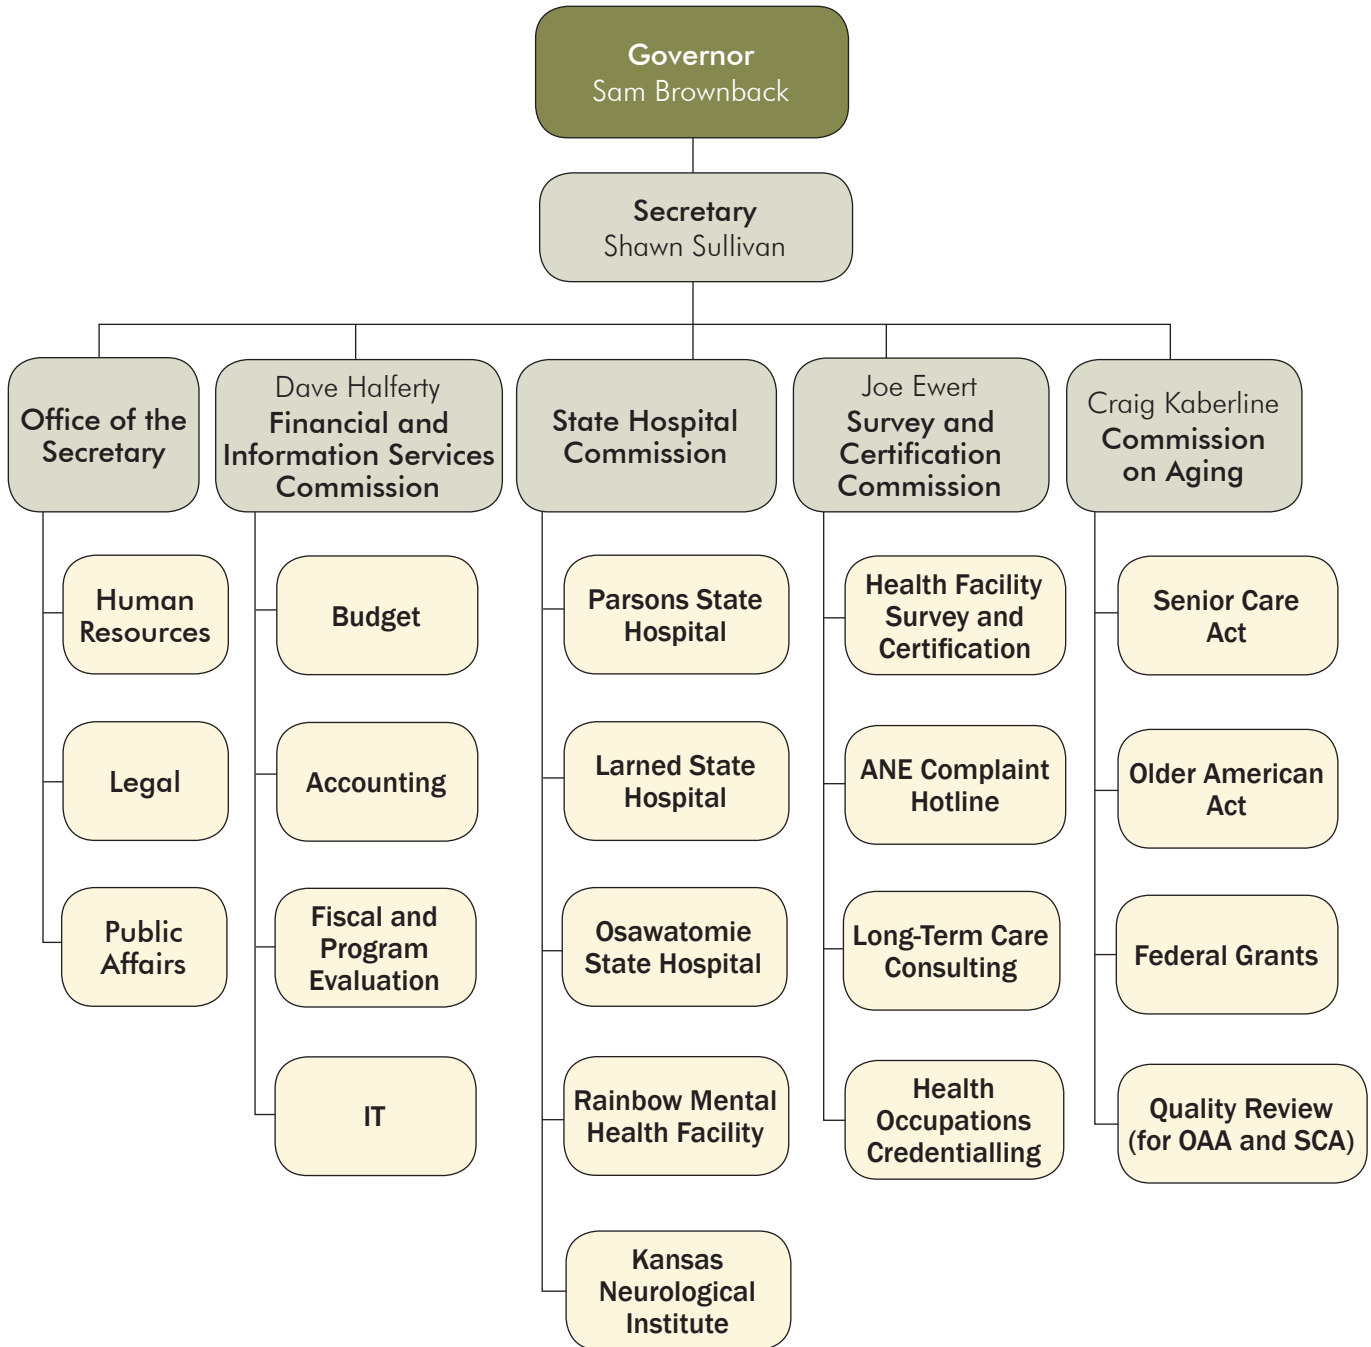 Governor
Sam Brownback
Secretary
Shawn Sullivan
Office of the
Secretary
Human
Resources
Legal
Public
Affairs
Dave Halferty
Financial and
Information Services
Commission
Budget
Accounting
Fiscal and
Program
Evaluation
IT
State Hospital
Commission
Parsons State
Hospital
Larned State
Hospital
Osawatomie
State Hospital
Rainbow Mental
Health Facility
Kansas
Neurological
Institute
Joe Ewert
Survey and
Certification
Commission
Health Facility
Survey and
Certification
ANE Complaint
Hotline
Long-Term Care
Consulting
Health
Occupations
Credentialling
Craig Kaberline
Commission
on Aging
Senior Care
Act
Older American
Act
Federal Grants
Quality Review
(for OAA and SCA)